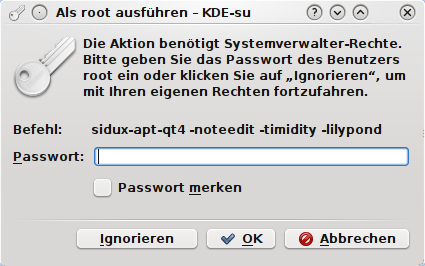 Als root ausführen – KDE-su
Die Aktion benötigt Systemverwalter-Rechte.
Bitte geben Sie das Passwort des Benutzers
root ein oder klicken Sie auf „Ignorieren“, um
mit Ihren eigenen Rechten fortzufahren.
Befehl: sidux-apt-qt4 -noteedit -timidity -lilypond
Passwort:
Passwort merken
Ignorieren OK Abbrechen